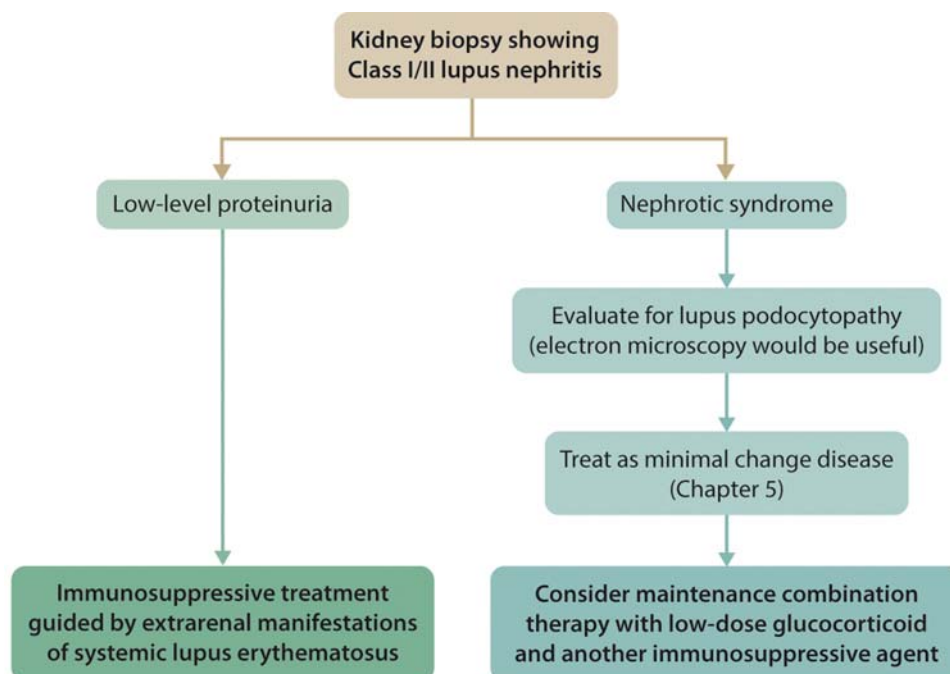 Kidney biopsy showing
Class I/II lupus nephritis
Low-level proteinuria
Nephrotic syndrome
Evaluate for lupus podocytopathy
(electron microscopy would be useful)
Treat as minimal change disease
(Chapter 5)
Immunosuppressive treatment
guided by extrarenal manifestations
of systemic lupus erythematosus
Consider maintenance combination
therapy with low-dose glucocorticoid
and another immunosuppressive agent